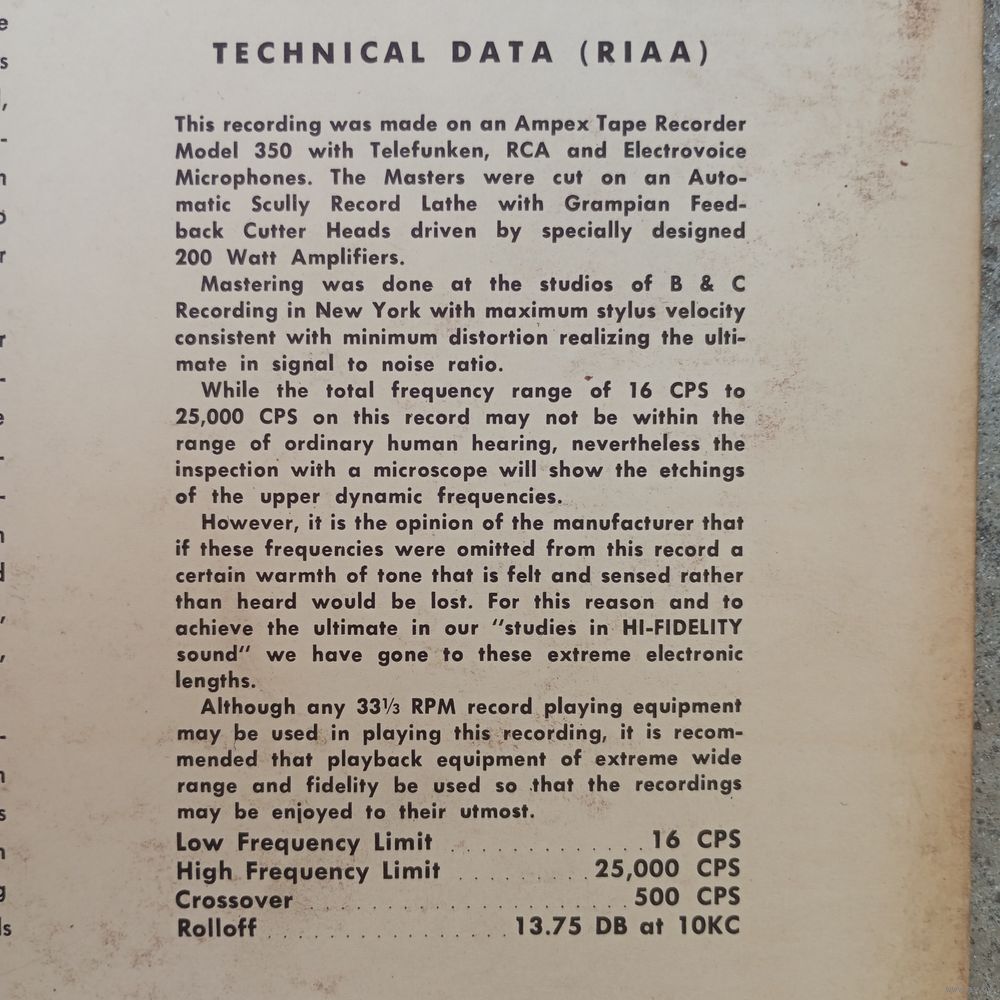 TECHNICAL DATA (RIAA)
This recording was made on an Ampex Tape Recorder
Model 350 with Telefunken, RCA and Electrovoice
Microphones. The Masters were cut on an Auto-
matic Scully Record Lathe with Grampian Feed-
back Cutter Heads driven by specially designed
200 Watt Amplifiers.
Mastering was done at the studios of B & C
Recording in New York with maximum stylus velocity
consistent with minimum distortion realizing the ulti-
mate in signal to noise ratio.
While the total frequency range of 16 CPS to
25,000 CPS on this record may not be within the
range of ordinary human hearing, nevertheless the
inspection with a microscope will show the etchings
of the upper dynamic frequencies.
However, it is the opinion of the manufacturer that
if these frequencies were omitted from this record a
certain warmth of tone that is felt and sensed rather
than heard would be lost. For this reason and to
achieve the ultimate in our "studies in HI-FIDELITY
sound" we have gone to these extreme electronic
lengths.
Although any 33⅓ RPM record playing equipment
may be used in playing this recording, it is recom-
mended that playback equipment of extreme wide
range and fidelity be used so that the recordings
may be enjoyed to their utmost.
Low Frequency Limit . . . . . . . . . . . . . 16 CPS
High Frequency Limit . . . . . . . . . 25,000 CPS
Crossover . . . . . . . . . . . . . . . . . . . . . . 500 CPS
Rolloff . . . . . . . . . . . . . . . . 13.75 DB at 10KC